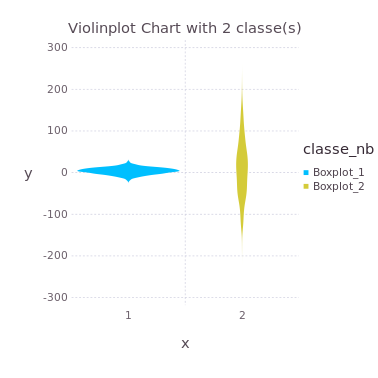 Violinplot Chart with 2 classe(s)
300
200
100
y
0
-100
-200
-300
1
2
x
classe_nb
Boxplot_1
Boxplot_2